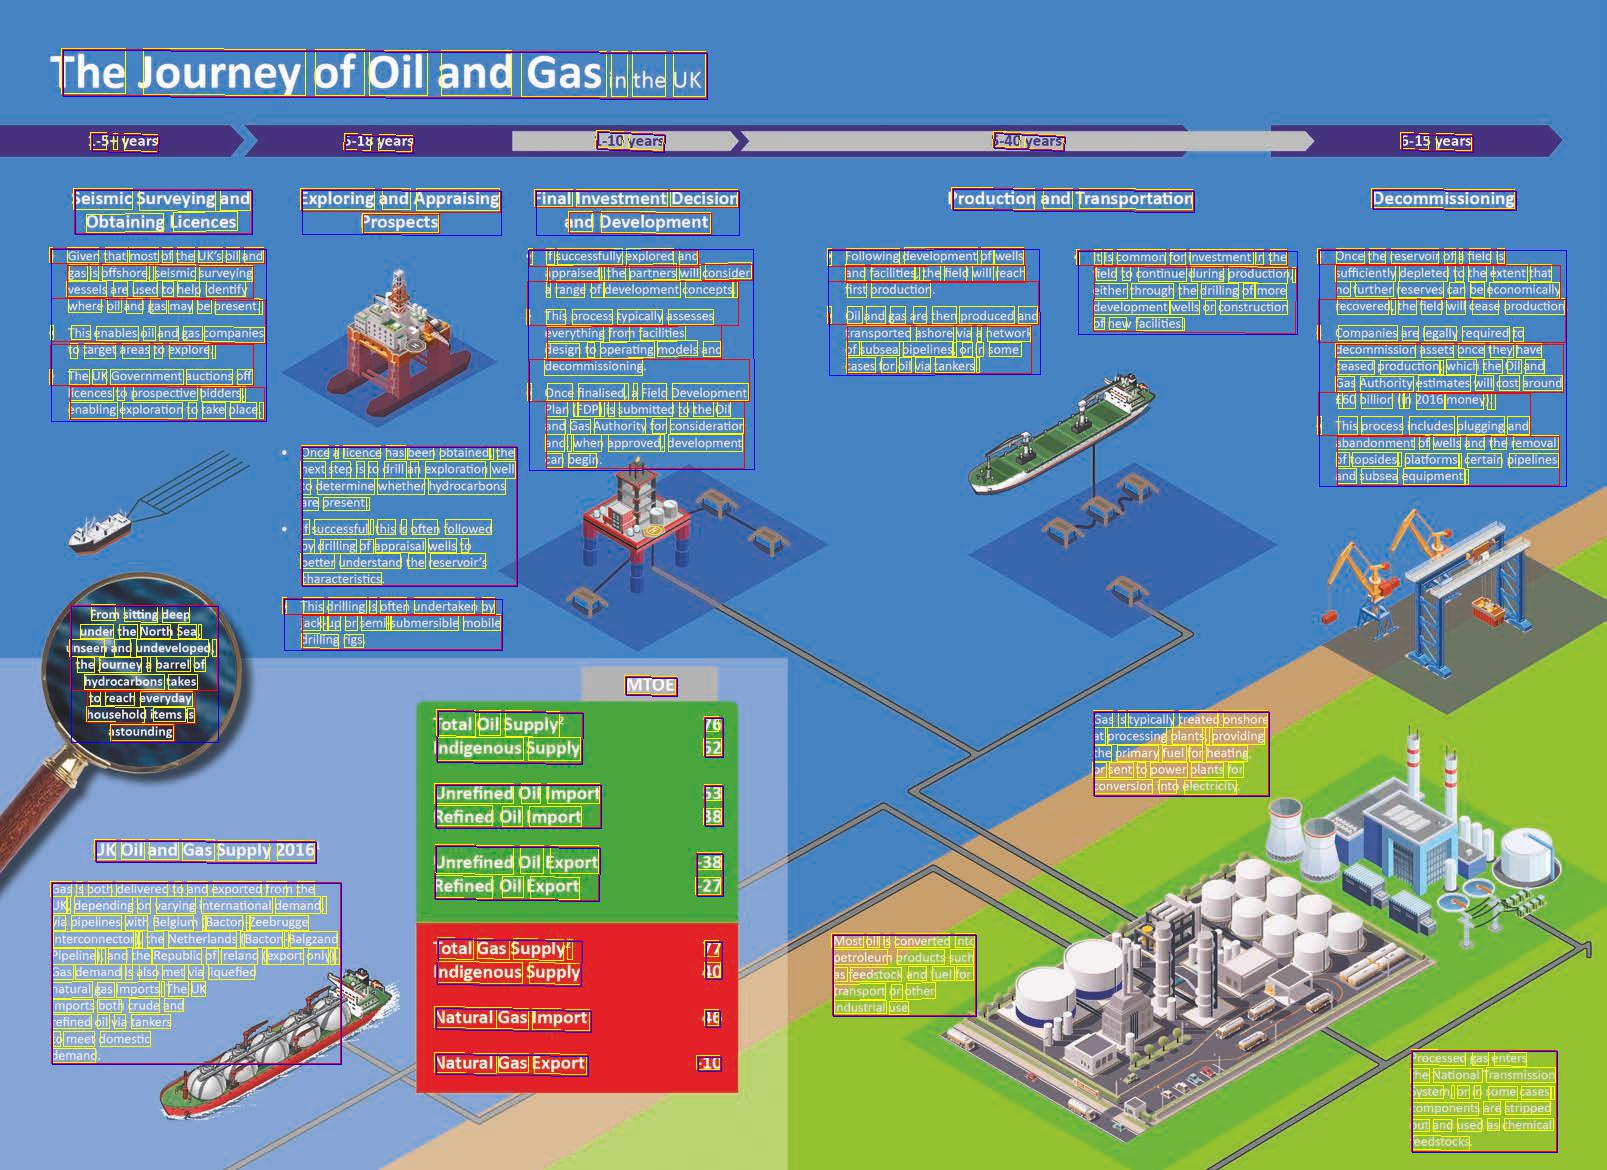 The Journey of Oil and Gas in the UK
1-5+ years
5-18 years
1-10 years
5-40 years
5-15 years
Seismic Surveying and
Obtaining Licences
Given that most of the UK's oil and
gas is offshore, seismic surveying
vessels are used to help identify
where oil and gas may be present.
This enables oil and gas companies
to target areas to explore.
The UK Government auctions off
licences to prospective bidders,
enabling exploration to take place.
Exploring and Appraising
Prospects
• Once a licence has been obtained, the
next step is to drill an exploration well
to determine whether hydrocarbons
are present.
• If successful, this is often followed
by drilling of appraisal wells to
better understand the reservoir's
characteristics.
This drilling is often undertaken by
jack-up or semi-submersible mobile
drilling rigs.
Final Investment Decision
and Development
If successfully explored and
appraised, the partners will consider
a range of development concepts.
This process typically assesses
everything from facilities
design to operating models and
decommissioning.
Once finalised, a Field Development
Plan (FDP) is submitted to the Oil
and Gas Authority for consideration
and, when approved, development
can begin.
Production and Transportation
Following development of wells
and facilities, the field will reach
first production.
Oil and gas are then produced and
transported ashore via a network
of subsea pipelines, or in some
cases for oil via tankers.
It is common for investment in the
field to continue during production,
either through the drilling of more
development wells or construction
of new facilities.
Decommissioning
Once the reservoir of a field is
sufficiently depleted to the extent that
no further reserves can be economically
recovered, the field will cease production
Companies are legally required to
decommission assets once they have
ceased production, which the Oil and
Gas Authority estimates will cost around
£60 billion (in 2016 money).
This process includes plugging and
abandonment of wells and the removal
of topsides, platforms, certain pipelines
and subsea equipment.
From sitting deep
under the North Sea,
unseen and undeveloped,
the journey a barrel of
hydrocarbons takes
to reach everyday
household items is
astounding
UK Oil and Gas Supply 2016
Gas is both delivered to and exported from the
UK, depending on varying international demand,
via pipelines with Belgium (Bacton-Zeebrugge
Interconnector), the Netherlands (Bacton-Balgzand
Pipeline), and the Republic of Ireland (export only).
Gas demand is also met via liquefied
natural gas imports. The UK
imports both crude and
refined oil via tankers
to meet domestic
demand.
MTOE
Total Oil Supply² 76
Indigenous Supply 52
Unrefined Oil Import 53
Refined Oil Import 38
Unrefined Oil Export -38
Refined Oil Export -27
Total Gas Supply² 77
Indigenous Supply 40
Natural Gas Import 46
Natural Gas Export -10
Gas is typically treated onshore
at processing plants, providing
the primary fuel for heating,
or sent to power plants for
conversion into electricity.
Most oil is converted into
petroleum products such
as feedstock and fuel for
transport or other
industrial use.
Processed gas enters
the National Transmission
System, or in some cases,
components are stripped
out and used as chemical
feedstocks.